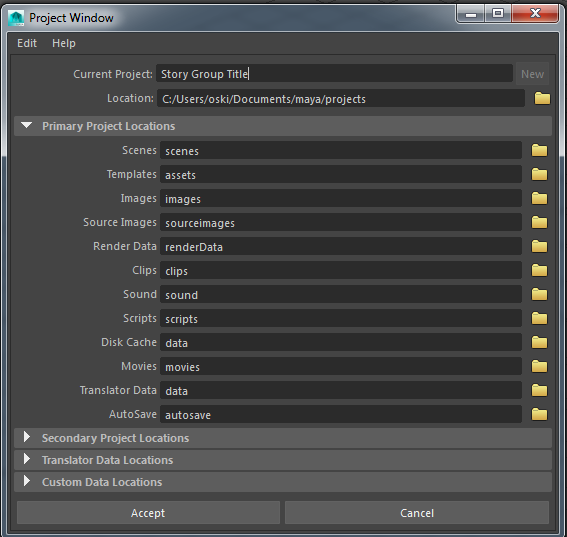 Project Window
Edit Help
Current Project: Story Group Title New
Location: C:/Users/oski/Documents/maya/projects
Primary Project Locations
Scenes scenes
Templates assets
Images images
Source Images sourceimages
Render Data renderData
Clips clips
Sound sound
Scripts scripts
Disk Cache data
Movies movies
Translator Data data
AutoSave autosave
Secondary Project Locations
Translator Data Locations
Custom Data Locations
Accept Cancel